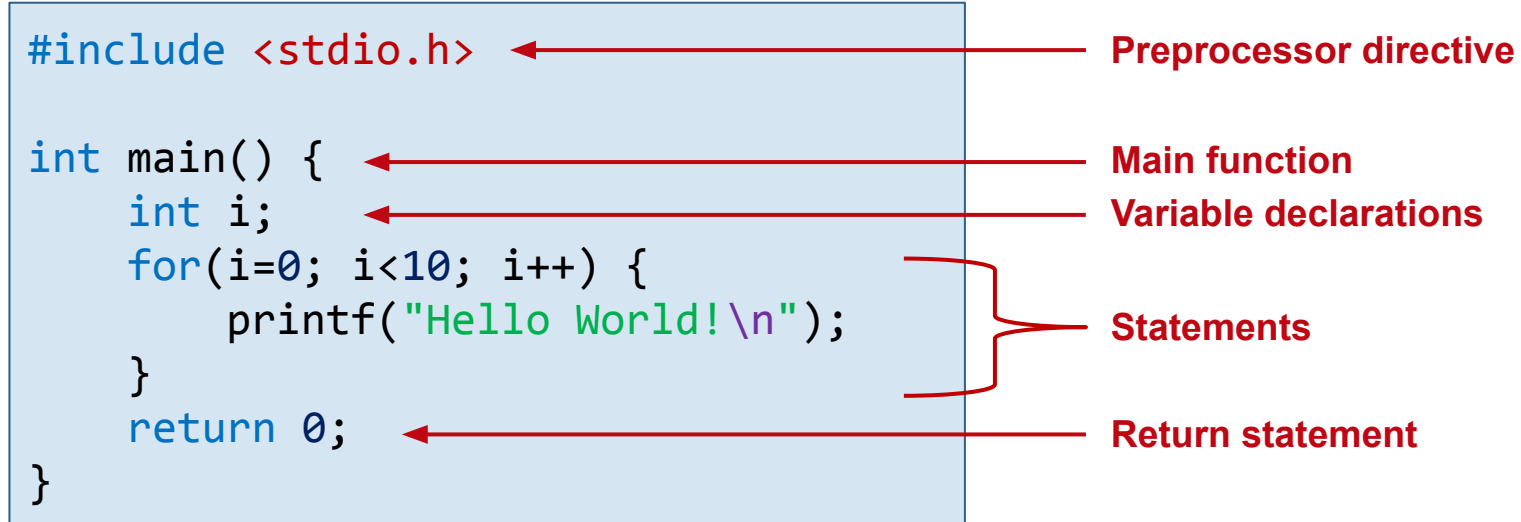 #include <stdio.h>
Preprocessor directive
int main() {
Main function
    int i;
Variable declarations
    for(i=0; i<10; i++) {
        printf("Hello World!\n");
Statements
    }
    return 0;
Return statement
}